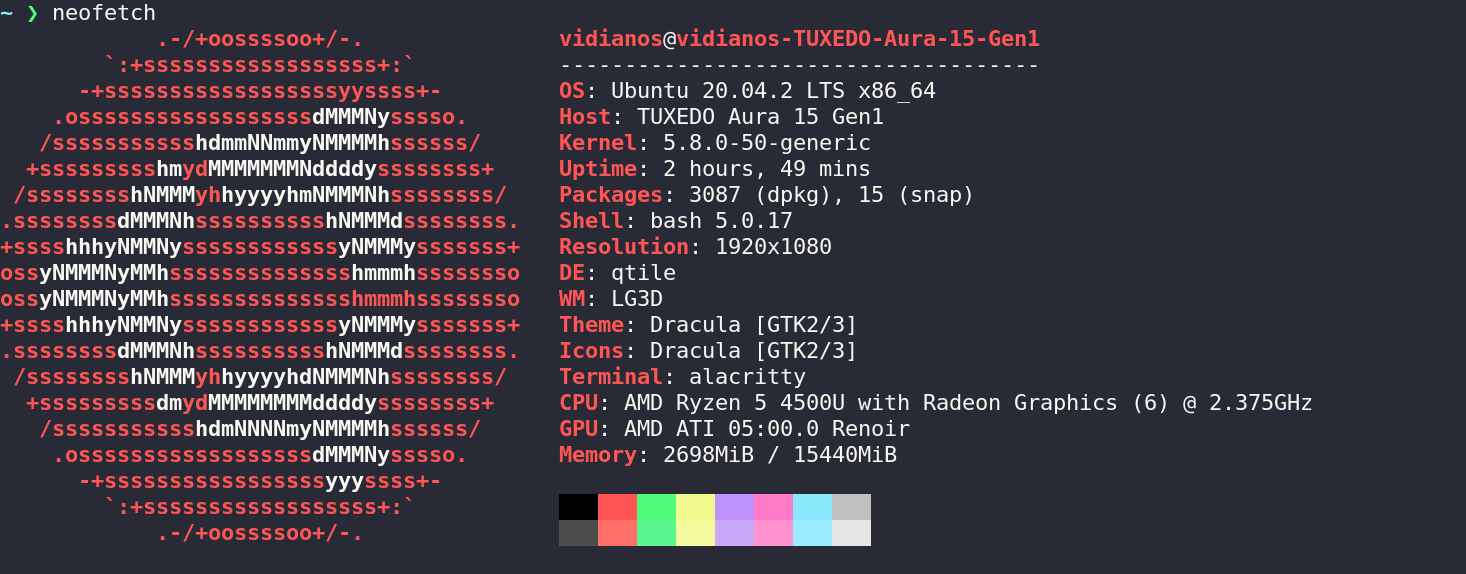 ~ ❯ neofetch
            .-/+oossssoo+/-.               vidianos@vidianos-TUXEDO-Aura-15-Gen1
        `:+ssssssssssssssssss+:`           -------------------------------------
      -+ssssssssssssssssssyyssss+-         OS: Ubuntu 20.04.2 LTS x86_64
    .ossssssssssssssssssdMMMNysssso.       Host: TUXEDO Aura 15 Gen1
   /ssssssssssshdmmNNmmyNMMMMhssssss/      Kernel: 5.8.0-50-generic
  +ssssssssshmydMMMMMMMNddddyssssssss+     Uptime: 2 hours, 49 mins
 /sssssssshNMMMyhhyyyyhmNMMMNhssssssss/    Packages: 3087 (dpkg), 15 (snap)
.ssssssssdMMMNhsssssssssshNMMMdssssssss.   Shell: bash 5.0.17
+sssshhhyNMMNyssssssssssssyNMMMysssssss+   Resolution: 1920x1080
ossyNMMMNyMMhsssssssssssssshmmmhssssssso   DE: qtile
ossyNMMMNyMMhsssssssssssssshmmmhssssssso   WM: LG3D
+sssshhhyNMMNyssssssssssssyNMMMysssssss+   Theme: Dracula [GTK2/3]
.ssssssssdMMMNhsssssssssshNMMMdssssssss.   Icons: Dracula [GTK2/3]
 /sssssssshNMMMyhhyyyyhdNMMMNhssssssss/    Terminal: alacritty
  +sssssssssdmydMMMMMMMMddddyssssssss+     CPU: AMD Ryzen 5 4500U with Radeon Graphics (6) @ 2.375GHz
   /ssssssssssshdmNNNNmyNMMMMhssssss/      GPU: AMD ATI 05:00.0 Renoir
    .ossssssssssssssssssdMMMNysssso.       Memory: 2698MiB / 15440MiB
      -+sssssssssssssssssyyyssss+-
        `:+ssssssssssssssssss+:`
            .-/+oossssoo+/-.